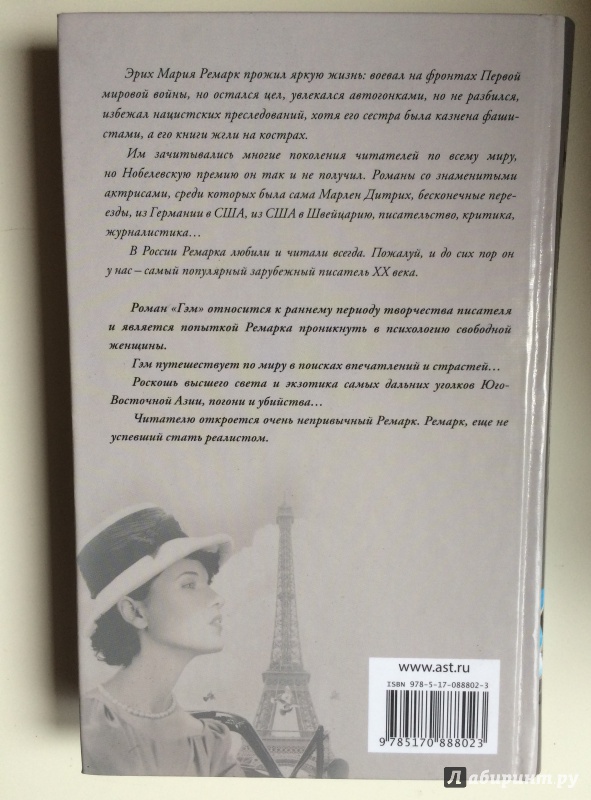 Эрих Мария Ремарк прожил яркую жизнь: воевал на фронтах Первой
мировой войны, но остался цел, увлекался автогонками, но не разбился,
избежал нацистских преследований, хотя его сестра была казнена фаши-
стами, а его книги жгли на кострах.
Им зачитывались многие поколения читателей по всему миру,
но Нобелевскую премию он так и не получил. Романы со знаменитыми
актрисами, среди которых была сама Марлен Дитрих, бесконечные пере-
езды, из Германии в США, из США в Швейцарию, писательство, критика,
журналистика...
В России Ремарка любили и читали всегда. Пожалуй, и до сих пор он
у нас – самый популярный зарубежный писатель XX века.
Роман «Гэм» относится к раннему периоду творчества писателя
и является попыткой Ремарка проникнуть в психологию свободной
женщины.
Гэм путешествует по миру в поисках впечатлений и страстей...
Роскошь высшего света и экзотика самых дальних уголков Юго-
Восточной Азии, погони и убийства...
Читателю откроется очень непривычный Ремарк. Ремарк, еще не
успевший стать реалистом.
www.ast.ru
ISBN 978-5-17-088802-3
9 785170 888023
Лабиринт.ру